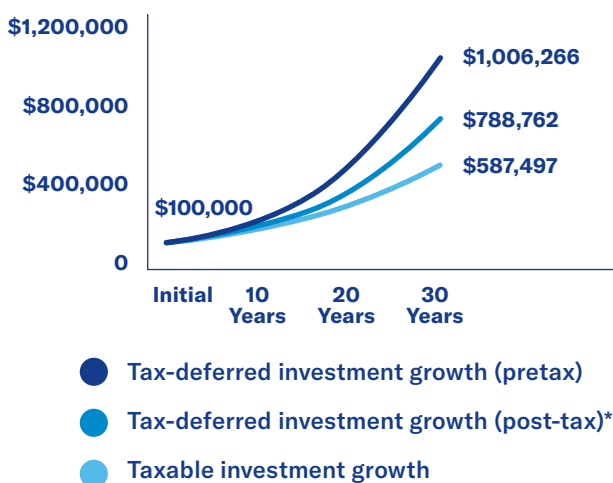 $1,200,000
$1,006,266
$800,000
$788,762
$587,497
$400,000
$100,000
0
Initial 10 Years 20 Years 30 Years
Tax-deferred investment growth (pretax)
Tax-deferred investment growth (post-tax)*
Taxable investment growth